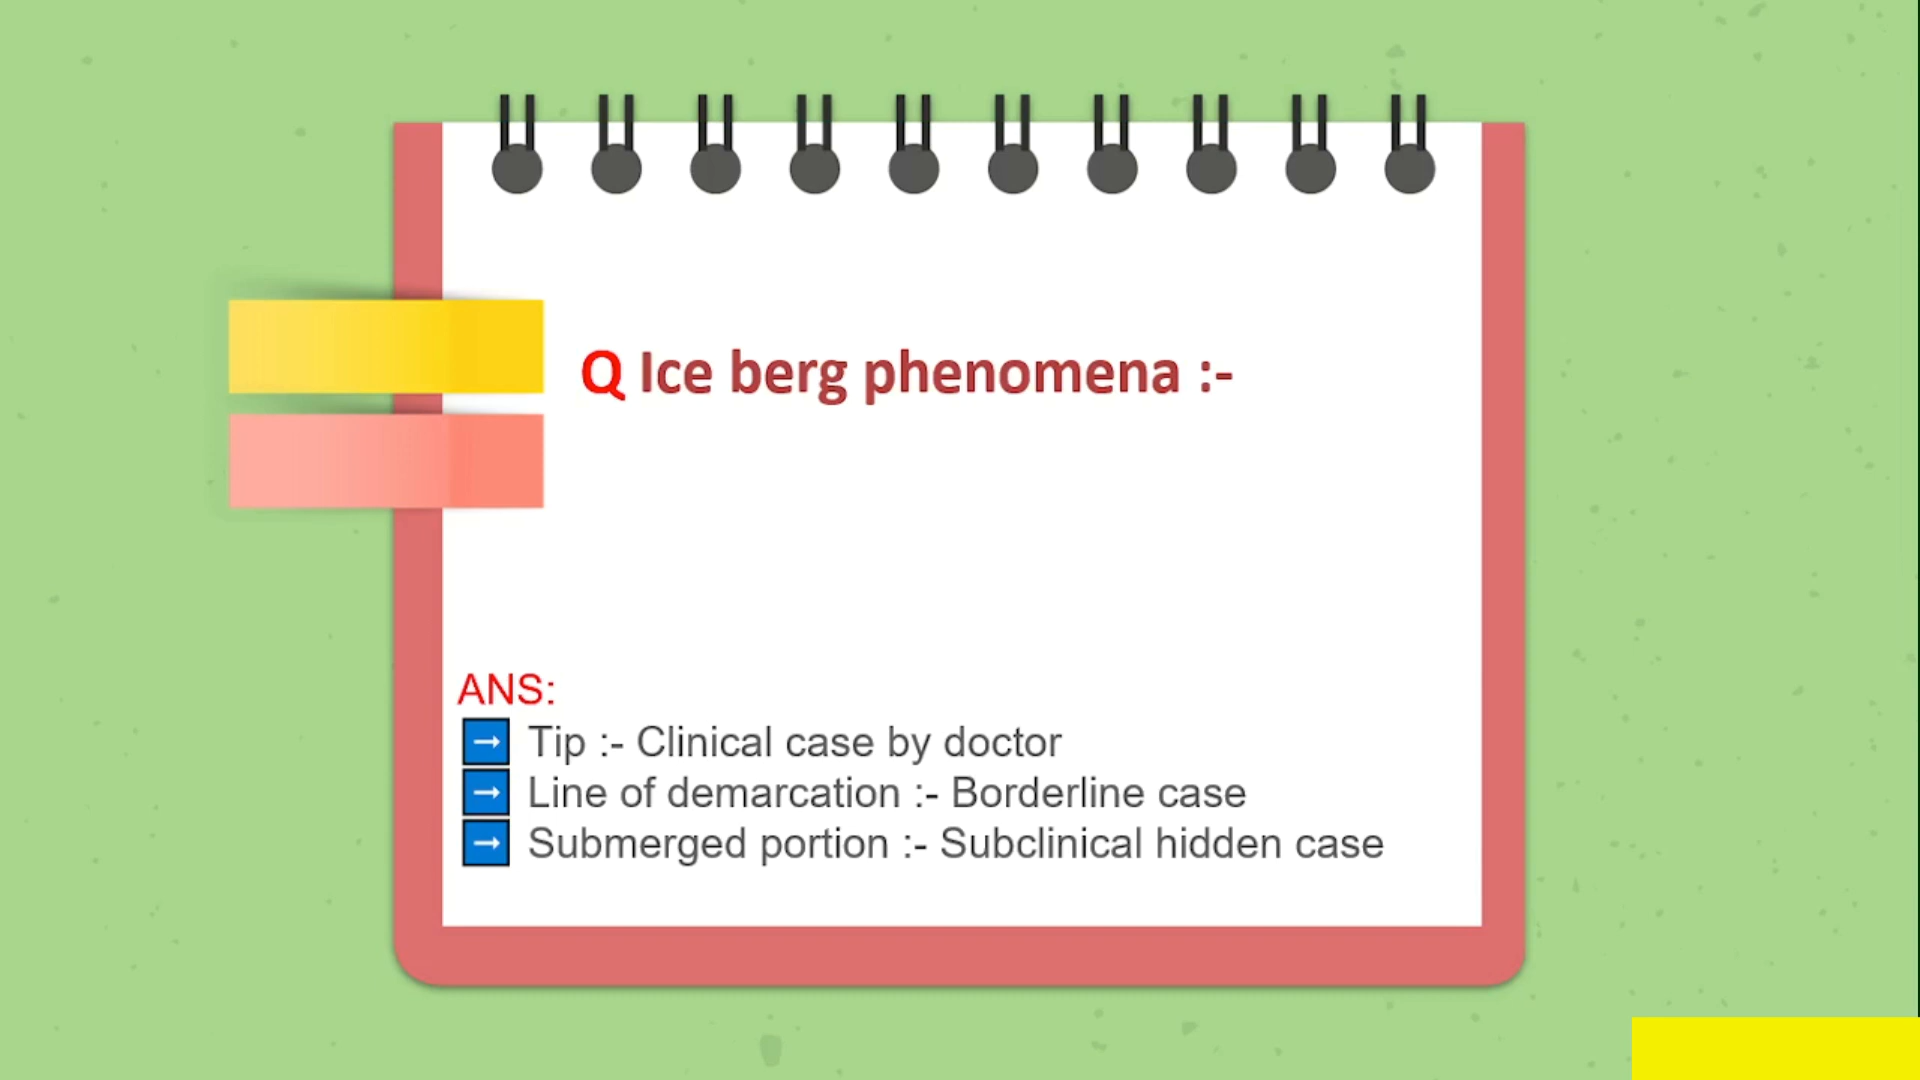 Q Ice berg phenomena :-
ANS:
➡ Tip :- Clinical case by doctor
➡ Line of demarcation :- Borderline case
➡ Submerged portion :- Subclinical hidden case